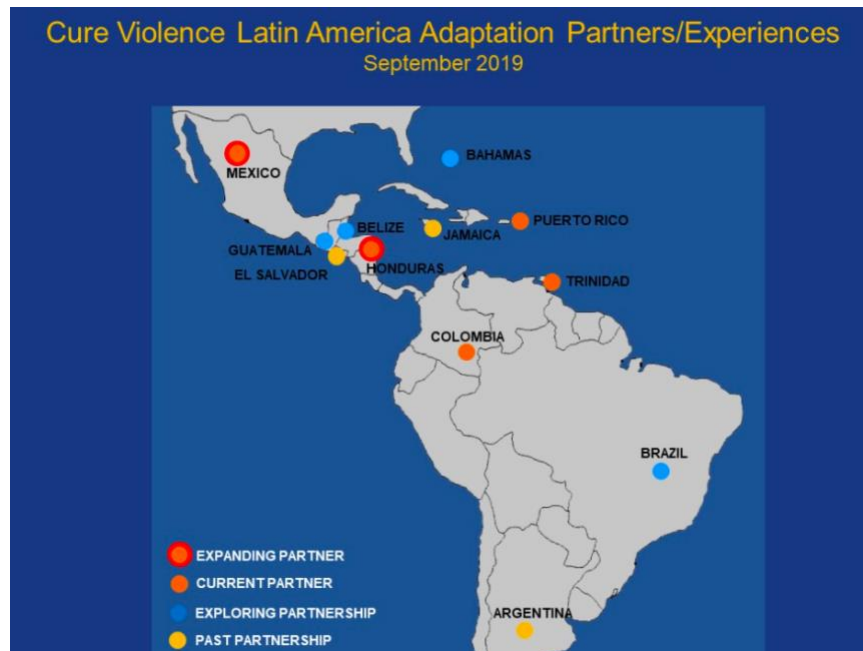 Cure Violence Latin America Adaptation Partners/Experiences
September 2019
BAHAMAS
MEXICO
PUERTO RICO
BELIZE
JAMAICA
GUATEMALA
EL SALVADOR
HONDURAS
TRINIDAD
COLOMBIA
BRAZIL
EXPANDING PARTNER
CURRENT PARTNER
EXPLORING PARTNERSHIP
ARGENTINA
PAST PARTNERSHIP